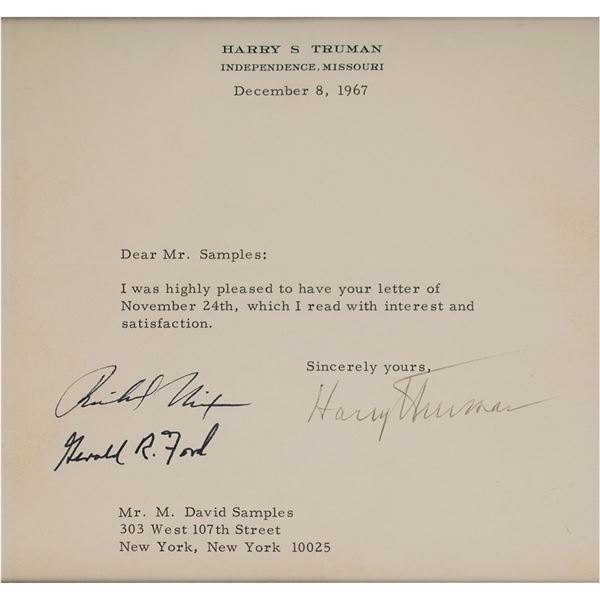 HARRY S TRUMAN
INDEPENDENCE, MISSOURI
December 8, 1967
Dear Mr. Samples:
I was highly pleased to have your letter of
November 24th, which I read with interest and
satisfaction.
Sincerely yours,
Richard Nixon
Harry S Truman
Gerald R. Ford
Mr. M. David Samples
303 West 107th Street
New York, New York 10025